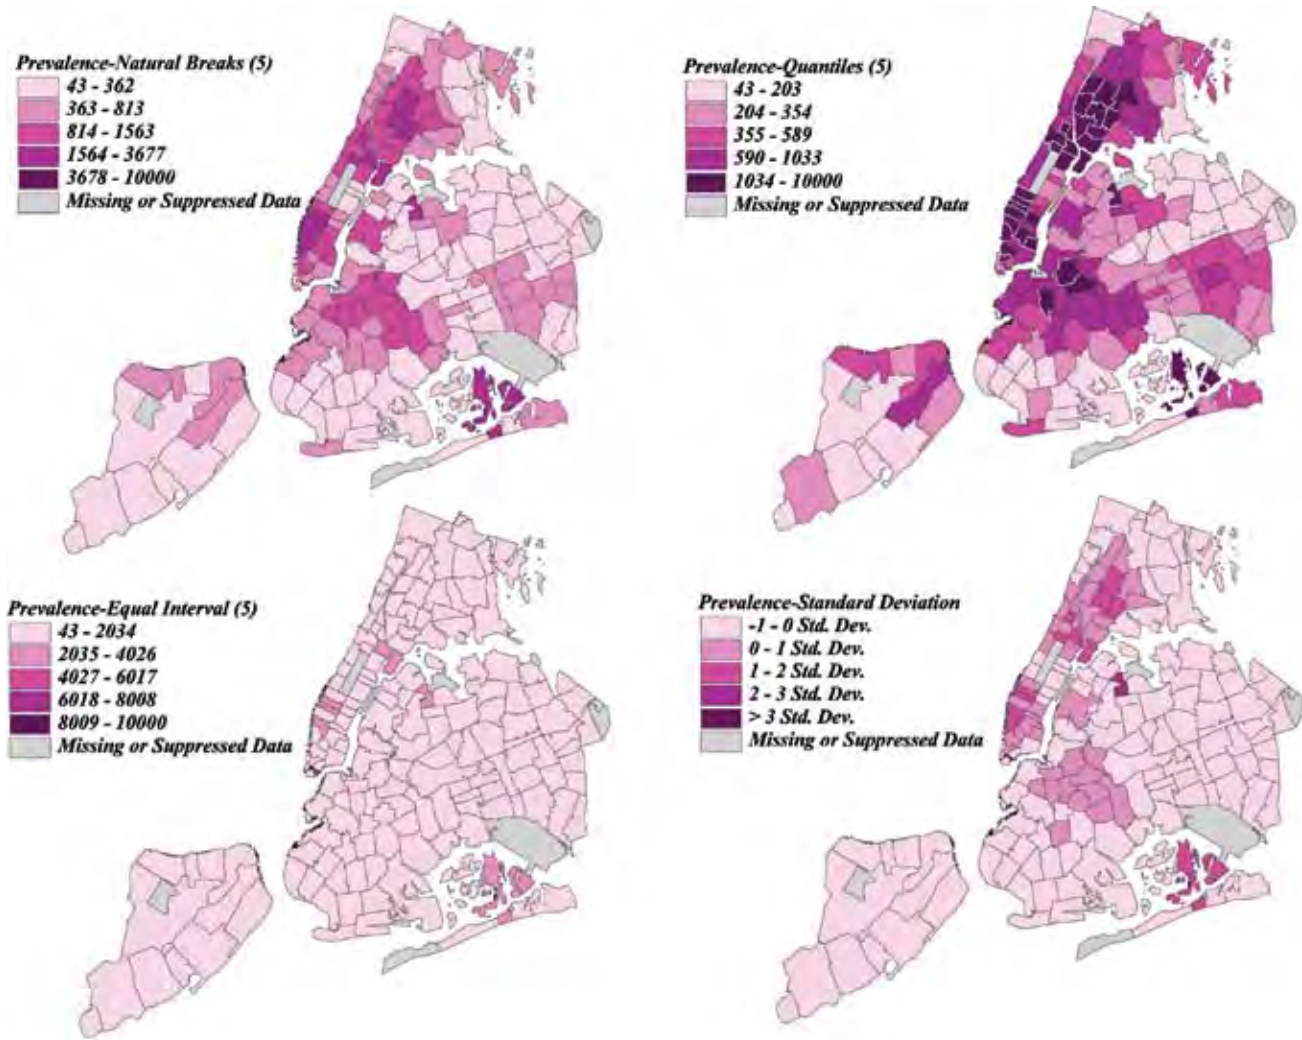 Prevalence-Natural Breaks (5)
43 - 362
363 - 813
814 - 1563
1564 - 3677
3678 - 10000
Missing or Suppressed Data
Prevalence-Quantiles (5)
43 - 203
204 - 354
355 - 589
590 - 1033
1034 - 10000
Missing or Suppressed Data
Prevalence-Equal Interval (5)
43 - 2034
2035 - 4026
4027 - 6017
6018 - 8008
8009 - 10000
Missing or Suppressed Data
Prevalence-Standard Deviation
-1 - 0 Std. Dev.
0 - 1 Std. Dev.
1 - 2 Std. Dev.
2 - 3 Std. Dev.
> 3 Std. Dev.
Missing or Suppressed Data